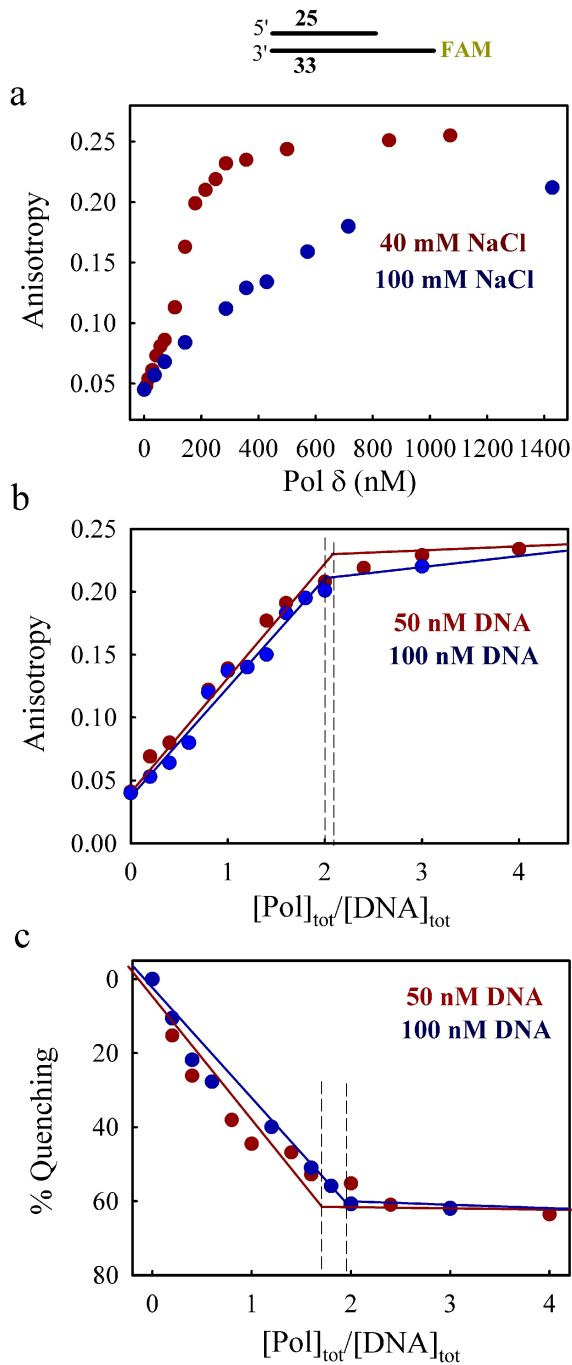 5' 25
3' FAM
33
a
0.25
0.20
0.15
0.10
0.05
Anisotropy
40 mM NaCl
100 mM NaCl
0 200 400 600 800 1000 1200 1400
Pol δ (nM)
b
0.25
0.20
0.15
0.10
0.05
0.00
Anisotropy
50 nM DNA
100 nM DNA
0 1 2 3 4
[Pol]tot/[DNA]tot
c
0
20
40
60
80
% Quenching
50 nM DNA
100 nM DNA
0 1 2 3 4
[Pol]tot/[DNA]tot